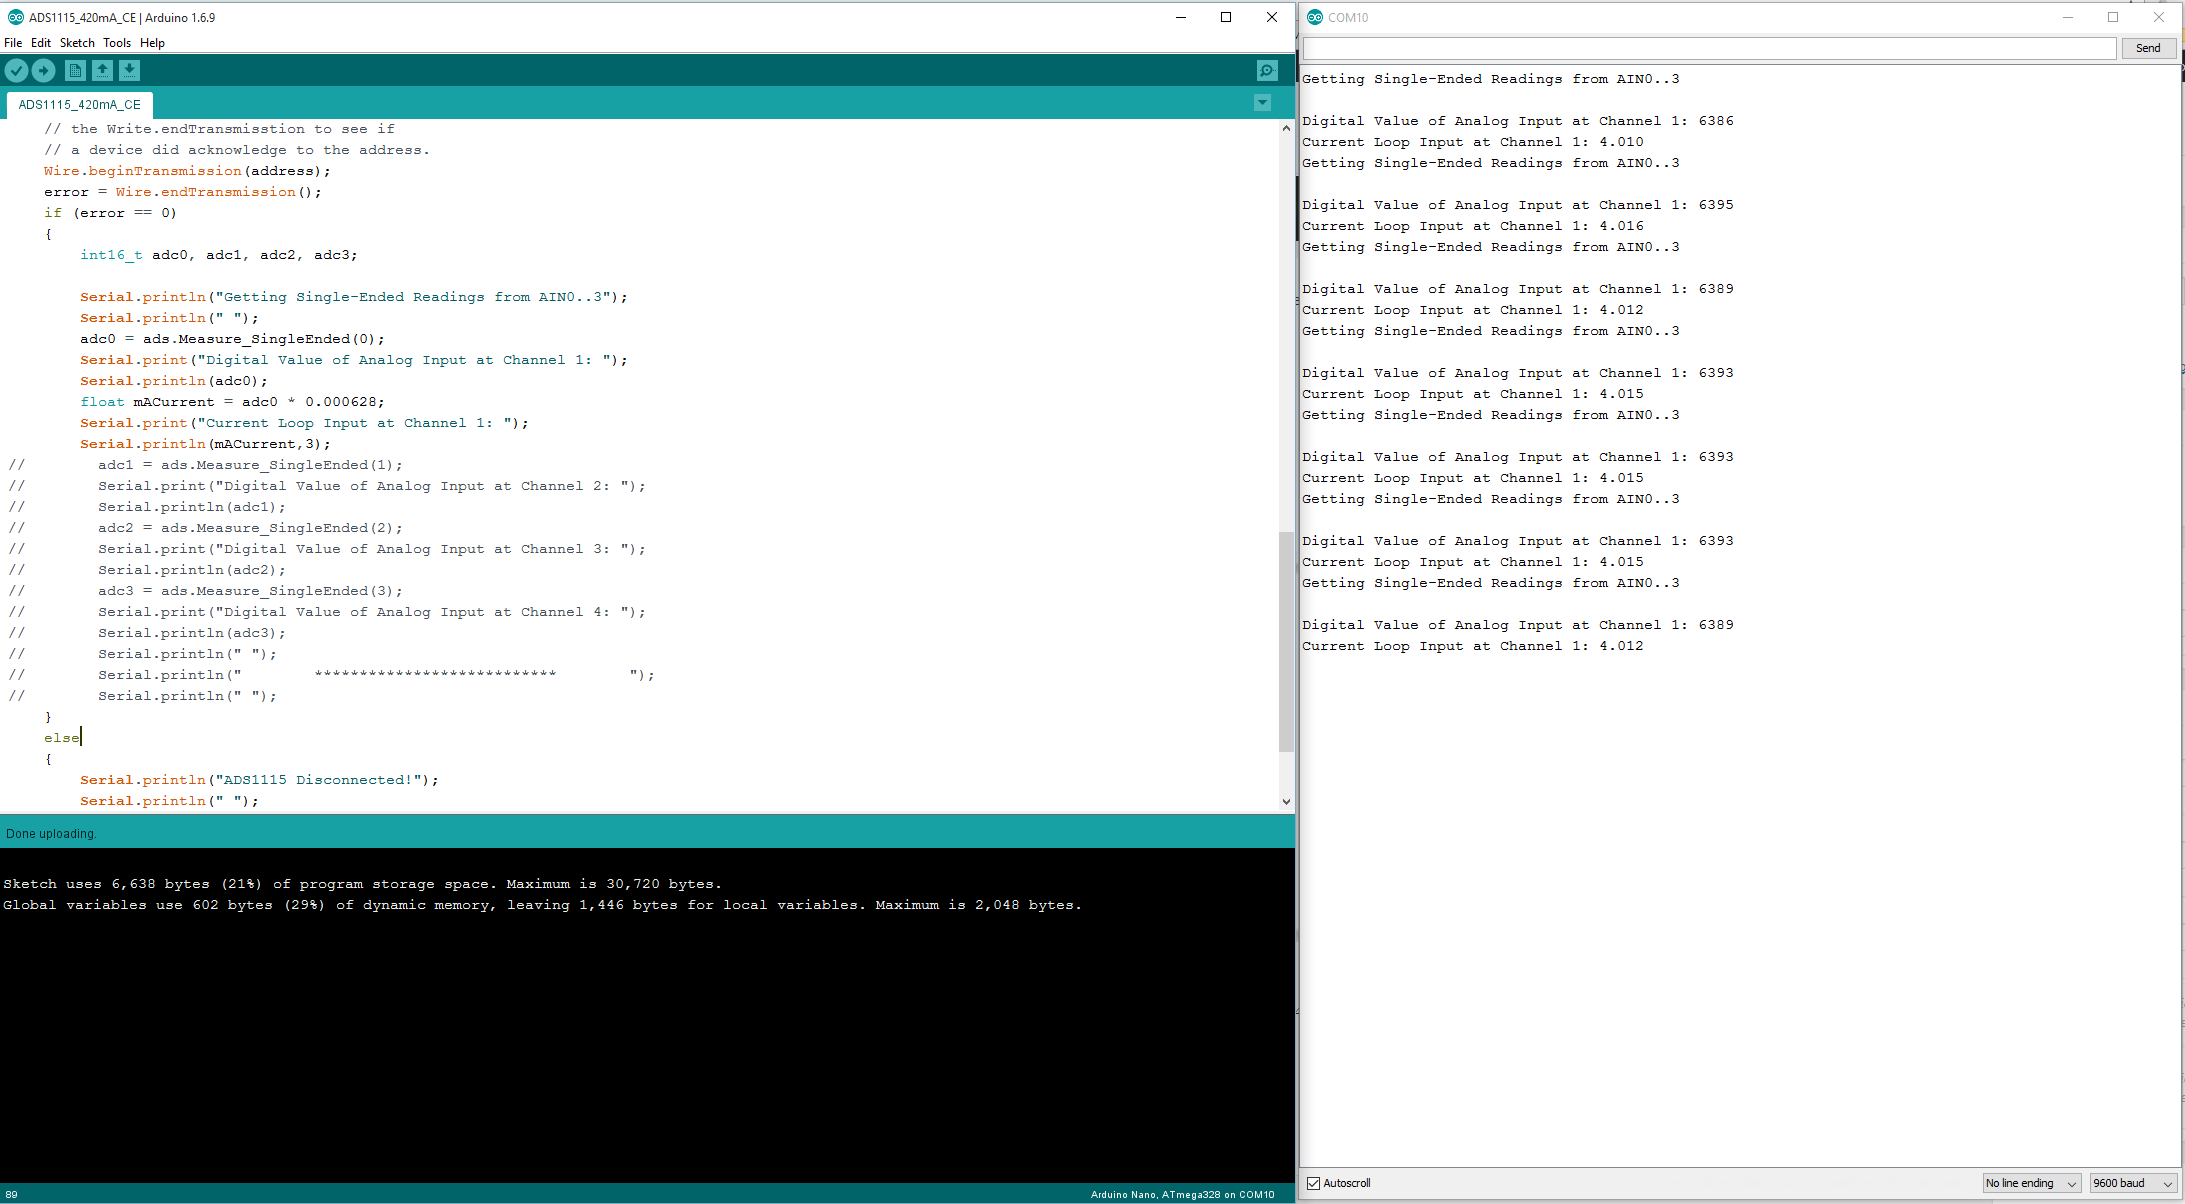 ADS1115_420mA_CE | Arduino 1.6.9
File Edit Sketch Tools Help
ADS1115_420mA_CE
// the Write.endTransmisstion to see if
// a device did acknowledge to the address.
Wire.beginTransmission(address);
error = Wire.endTransmission();
if (error == 0)
{
int16_t adc0, adc1, adc2, adc3;
Serial.println("Getting Single-Ended Readings from AIN0..3");
Serial.println(" ");
adc0 = ads.Measure_SingleEnded(0);
Serial.print("Digital Value of Analog Input at Channel 1: ");
Serial.println(adc0);
float mACurrent = adc0 * 0.000628;
Serial.print("Current Loop Input at Channel 1: ");
Serial.println(mACurrent,3);
// adc1 = ads.Measure_SingleEnded(1);
// Serial.print("Digital Value of Analog Input at Channel 2: ");
// Serial.println(adc1);
// adc2 = ads.Measure_SingleEnded(2);
// Serial.print("Digital Value of Analog Input at Channel 3: ");
// Serial.println(adc2);
// adc3 = ads.Measure_SingleEnded(3);
// Serial.print("Digital Value of Analog Input at Channel 4: ");
// Serial.println(adc3);
// Serial.println(" ");
// Serial.println("        ***************************        ");
// Serial.println(" ");
}
else
{
Serial.println("ADS1115 Disconnected!");
Serial.println(" ");
Done uploading.
Sketch uses 6,638 bytes (21%) of program storage space. Maximum is 30,720 bytes.
Global variables use 602 bytes (29%) of dynamic memory, leaving 1,446 bytes for local variables. Maximum is 2,048 bytes.
89
Arduino Nano, ATmega328 on COM10
COM10
Send
Getting Single-Ended Readings from AIN0..3
Digital Value of Analog Input at Channel 1: 6386
Current Loop Input at Channel 1: 4.010
Getting Single-Ended Readings from AIN0..3
Digital Value of Analog Input at Channel 1: 6395
Current Loop Input at Channel 1: 4.016
Getting Single-Ended Readings from AIN0..3
Digital Value of Analog Input at Channel 1: 6389
Current Loop Input at Channel 1: 4.012
Getting Single-Ended Readings from AIN0..3
Digital Value of Analog Input at Channel 1: 6393
Current Loop Input at Channel 1: 4.015
Getting Single-Ended Readings from AIN0..3
Digital Value of Analog Input at Channel 1: 6393
Current Loop Input at Channel 1: 4.015
Getting Single-Ended Readings from AIN0..3
Digital Value of Analog Input at Channel 1: 6393
Current Loop Input at Channel 1: 4.015
Getting Single-Ended Readings from AIN0..3
Digital Value of Analog Input at Channel 1: 6389
Current Loop Input at Channel 1: 4.012
Autoscroll
No line ending
9600 baud